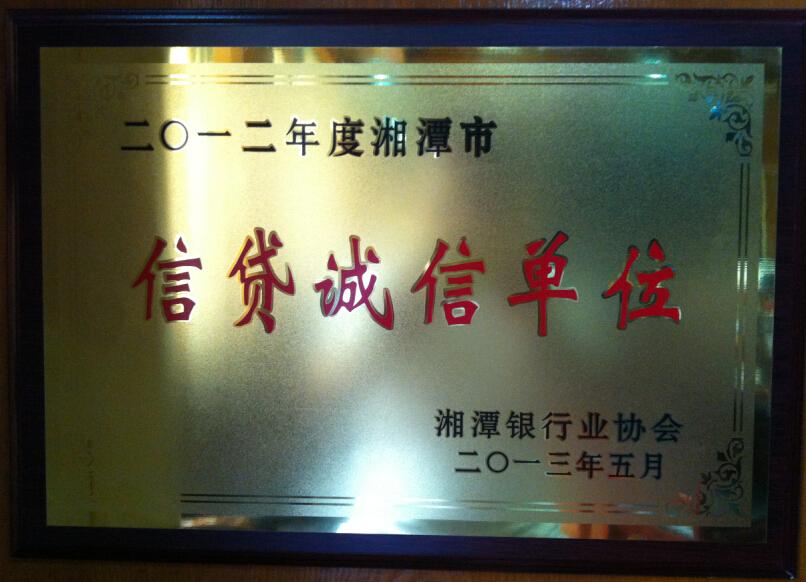 二〇一二年度湘潭市
信贷诚信单位
湘潭银行业协会
二〇一三年五月